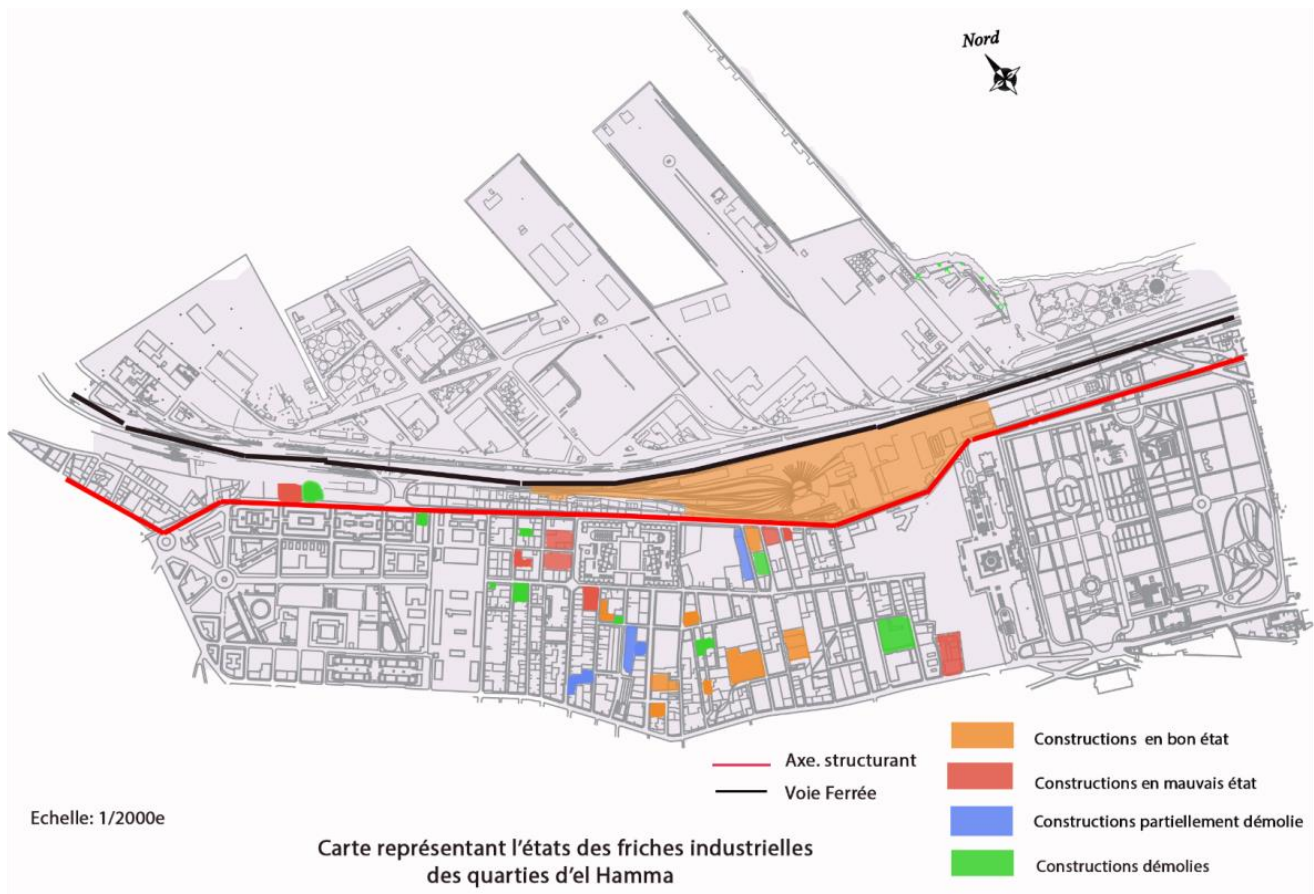 Nord
Axe. structurant
Voie Ferrée
Constructions en bon état
Constructions en mauvais état
Constructions partiellement démolie
Constructions démolies
Echelle: 1/2000e
Carte représentant l'états des friches industrielles
des quarties d'el Hamma